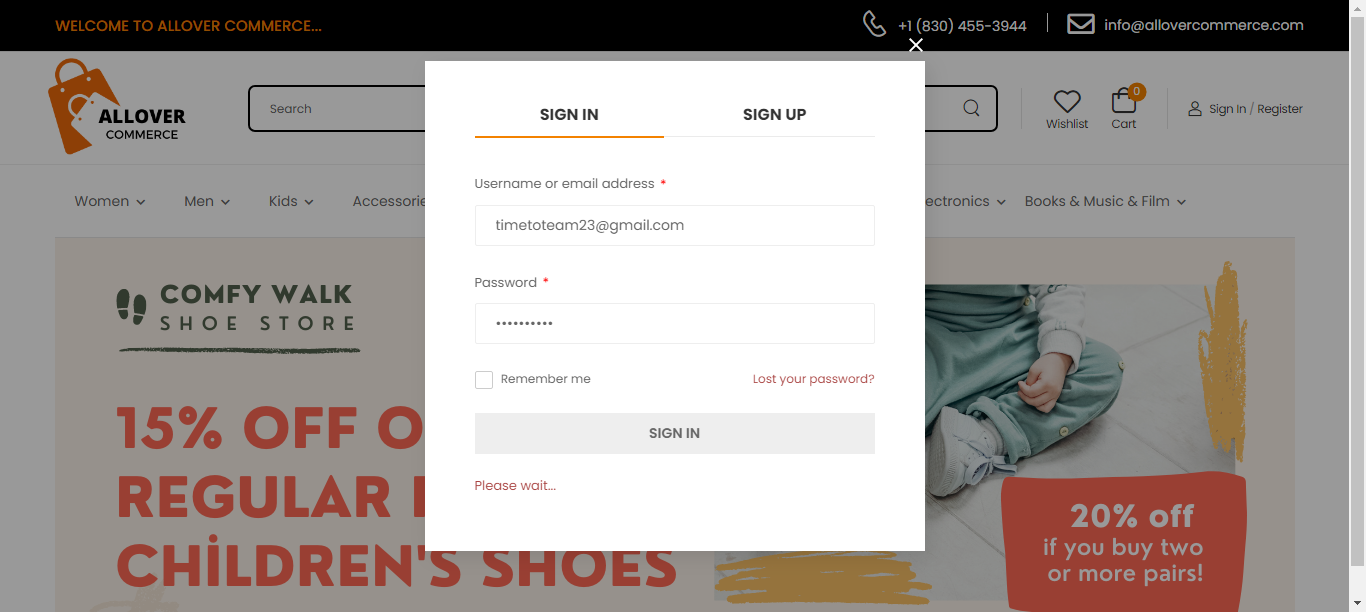 WELCOME TO ALLOVER COMMERCE...
+1 (830) 455-3944
info@allovercommerce.com
ALLOVER
COMMERCE
Search
Wishlist
Cart
0
Sign In / Register
Women
Men
Kids
Accessorie
ectronics
Books & Music & Film
SIGN IN
SIGN UP
Username or email address *
timetoteam23@gmail.com
Password *
••••••••••
Remember me
Lost your password?
SIGN IN
Please wait...
COMFY WALK
SHOE STORE
15% OFF O
REGULAR
CHİLDREN'S SHOES
20% off
if you buy two
or more pairs!